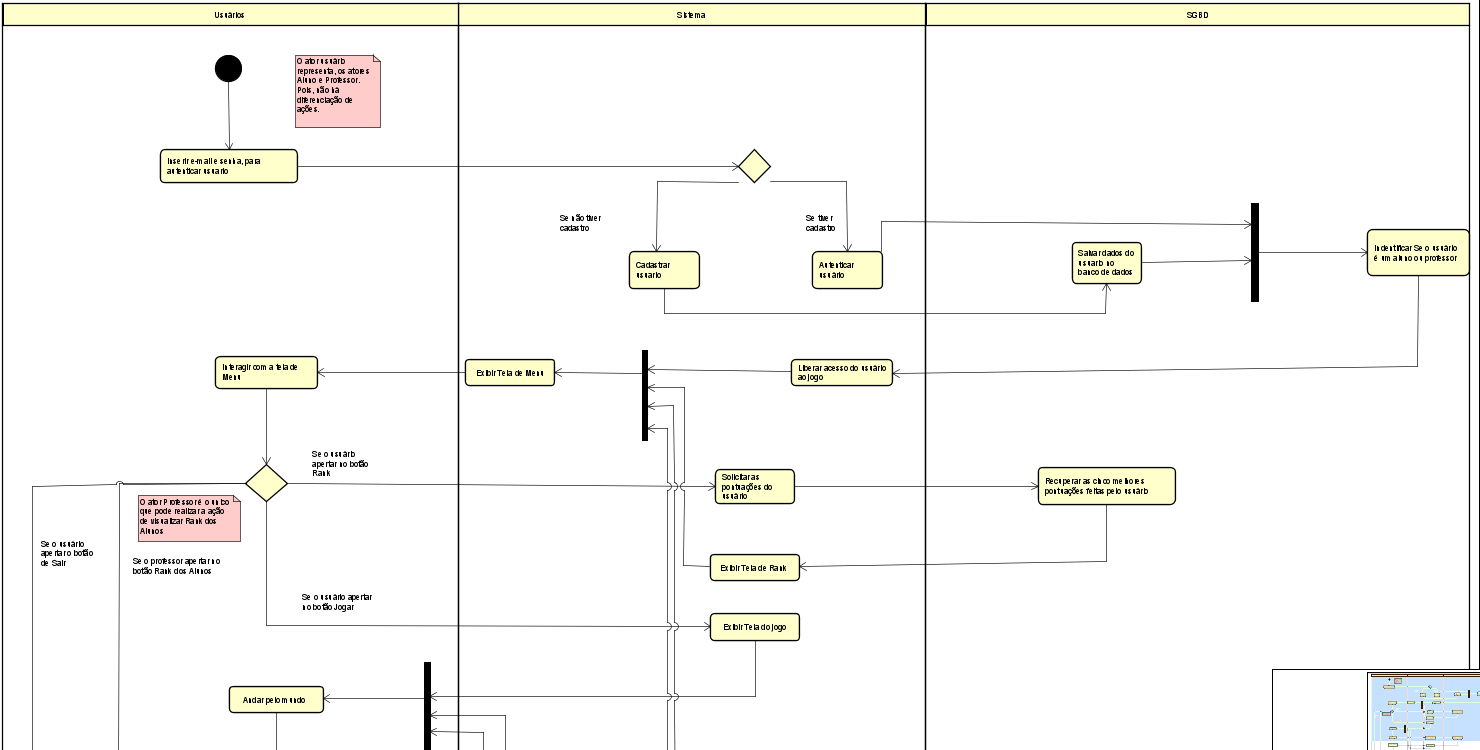 Usuários
Sistema
SGBD
O ator usuário
representa, os atores
Aluno e Professor.
Pois, não há
diferenciação de
ações.
Inserir e-mail e senha, para
autenticar usuario
Se não tiver
cadastro
Se tiver
cadastro
Cadastrar
usuario
Autenticar
usuário
Salvar dados do
usuario no
banco de dados
Indentificar Se o usuário
é um aluno ou professor
Interagir com a tela de
Menu
Exibir Tela de Menu
Liberar acesso do usuário
ao jogo
Se o usuário
apertar no botão
Rank
Solicitar as
pontuações do
usuário
Recuperar as cinco melhores
pontuações feitas pelo usuário
O ator Professor é o unico
que pode realizar a ação
de visualizar Rank dos
Alunos
Se o usuário
apertar no botão
de Sair
Se o professor apertar no
botão Rank dos Alunos
Exibir Tela de Rank
Se o usuário apertar
no botão Jogar
Exibir Tela do jogo
Andar pelo mundo